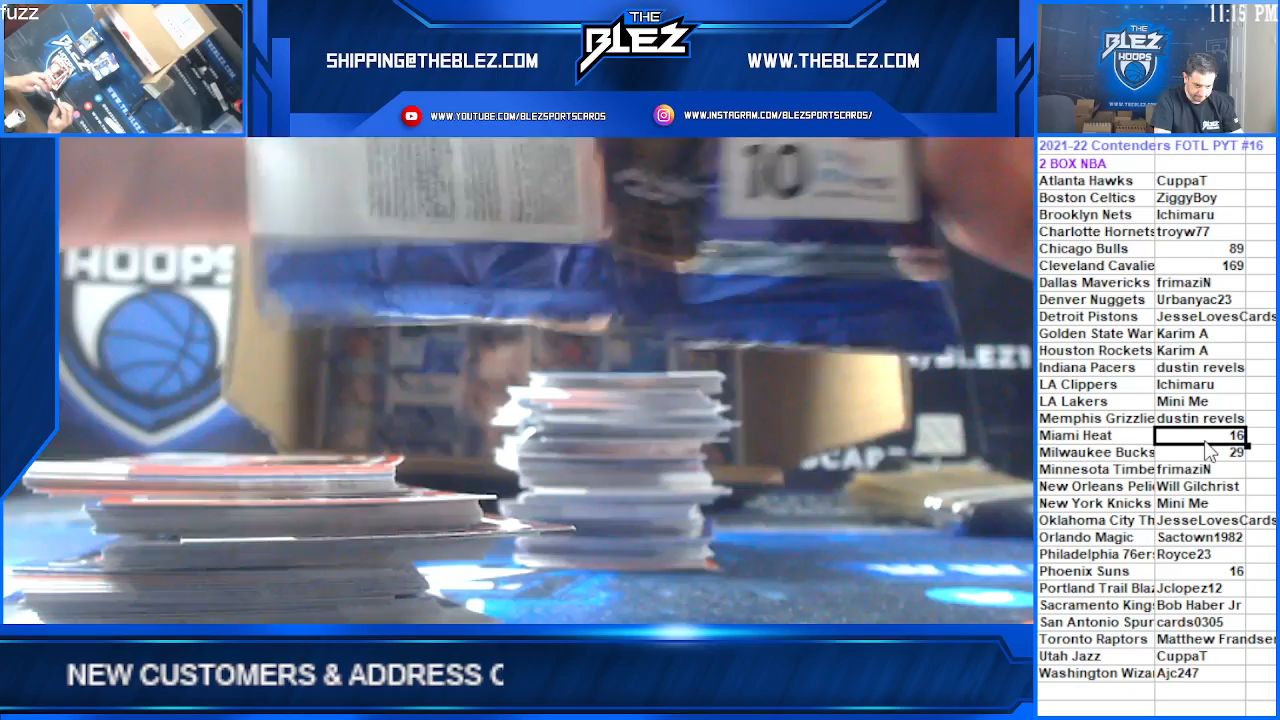 fuzz
SHIPPING@THEBLEZ.COM
THE
BLEZ
WWW.THEBLEZ.COM
WWW.YOUTUBE.COM/BLEZSPORTSCARDS
WWW.INSTAGRAM.COM/BLEZSPORTSCARDS/
11:15 PM
THE
BLEZ
HOOPS
10
HOOPS
NEW CUSTOMERS & ADDRESS C
2021-22 Contenders FOTL PYT #16
2 BOX NBA
Atlanta Hawks CuppaT
Boston Celtics ZiggyBoy
Brooklyn Nets Ichimaru
Charlotte Hornets troyw77
Chicago Bulls 89
Cleveland Cavalie 169
Dallas Mavericks frimaziN
Denver Nuggets Urbanyac23
Detroit Pistons JesseLovesCards
Golden State War Karim A
Houston Rockets Karim A
Indiana Pacers dustin revels
LA Clippers Ichimaru
LA Lakers Mini Me
Memphis Grizzlie dustin revels
Miami Heat 16
Milwaukee Bucks 29
Minnesota Timbe frimaziN
New Orleans Peli Will Gilchrist
New York Knicks Mini Me
Oklahoma City Th JesseLovesCards
Orlando Magic Sactown1982
Philadelphia 76er Royce23
Phoenix Suns 16
Portland Trail Bla Jclopez12
Sacramento King Bob Haber Jr
San Antonio Spur cards0305
Toronto Raptors Matthew Frandse
Utah Jazz CuppaT
Washington Wiza Ajc247